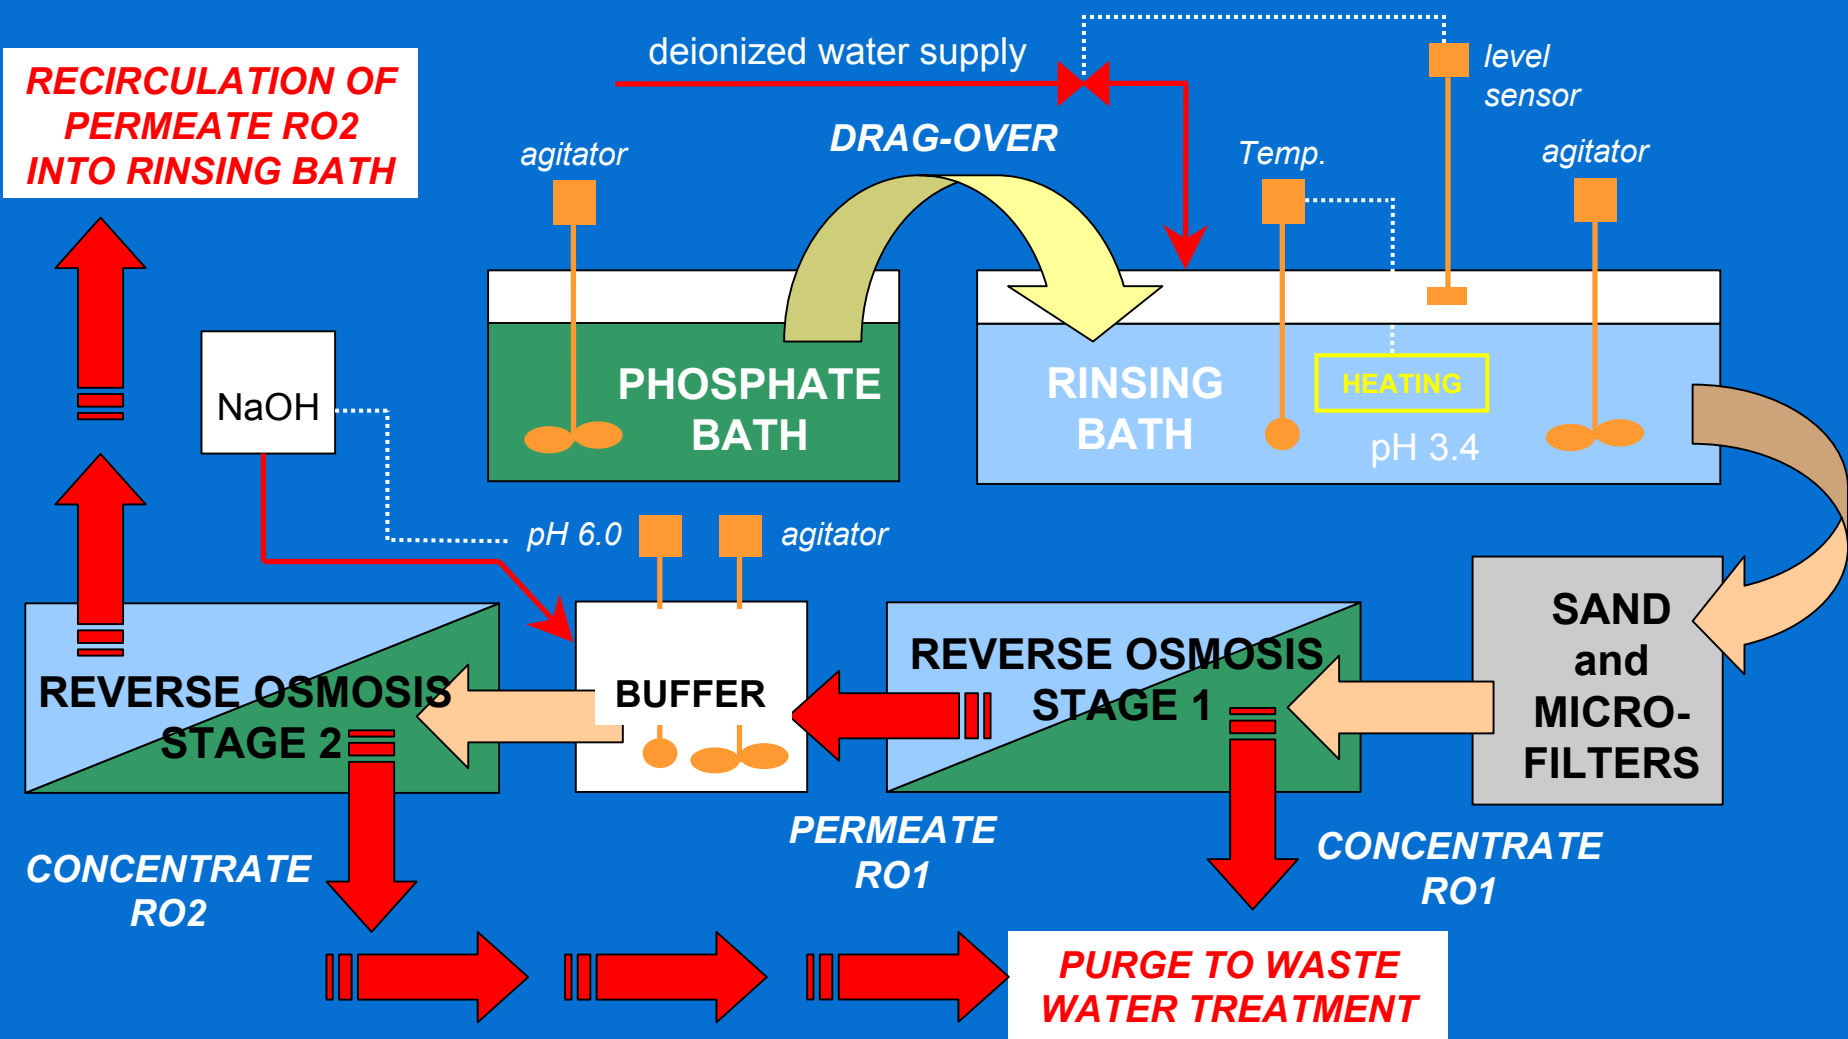 deionized water supply
level
sensor
RECIRCULATION OF
PERMEATE RO2
INTO RINSING BATH
agitator
DRAG-OVER
Temp.
agitator
NaOH
PHOSPHATE
BATH
RINSING
BATH
HEATING
pH 3.4
pH 6.0
agitator
REVERSE OSMOSIS
STAGE 2
BUFFER
REVERSE OSMOSIS
STAGE 1
SAND
and
MICRO-
FILTERS
CONCENTRATE
RO2
PERMEATE
RO1
CONCENTRATE
RO1
PURGE TO WASTE
WATER TREATMENT